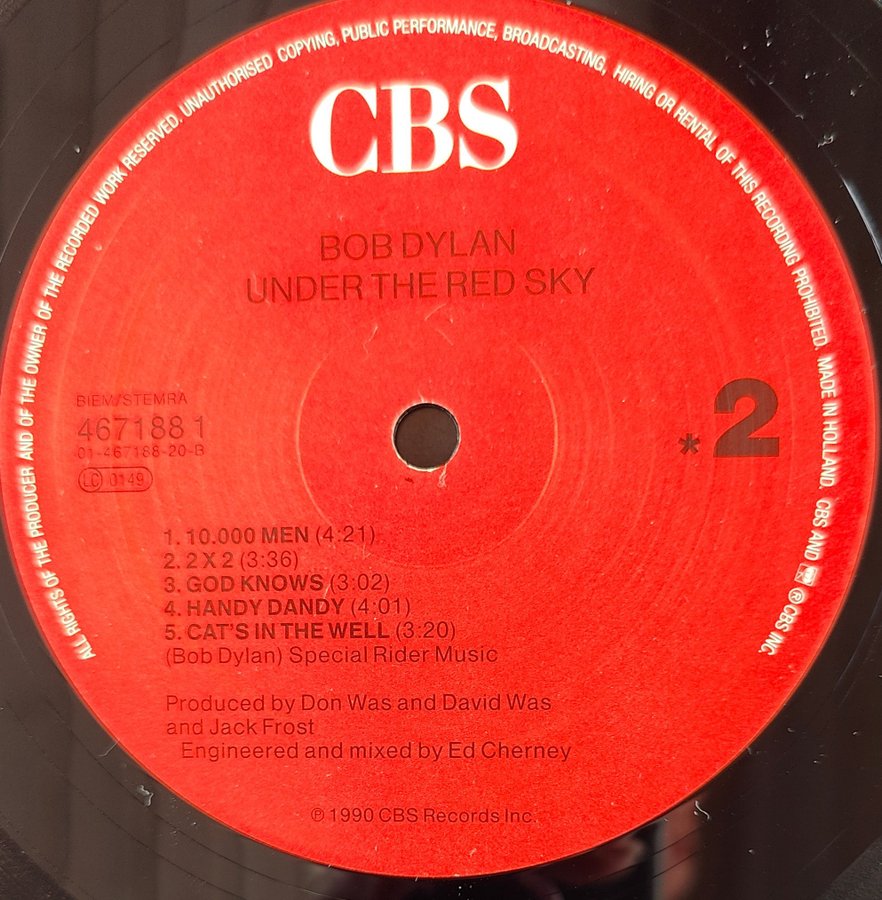 ALL RIGHTS OF THE PRODUCER AND OF THE OWNER OF THE RECORDED WORK RESERVED. UNAUTHORISED COPYING, PUBLIC PERFORMANCE, BROADCASTING, HIRING OR RENTAL OF THIS RECORDING PROHIBITED. MADE IN HOLLAND. CBS AND ® CBS INC.
CBS
BOB DYLAN
UNDER THE RED SKY
BIEM/STEMRA
467188 1
01-467188-20-B
LC 0149
*2
1. 10.000 MEN (4:21)
2. 2 X 2 (3:36)
3. GOD KNOWS (3:02)
4. HANDY DANDY (4:01)
5. CAT'S IN THE WELL (3:20)
(Bob Dylan) Special Rider Music
Produced by Don Was and David Was
and Jack Frost
Engineered and mixed by Ed Cherney
℗ 1990 CBS Records Inc.